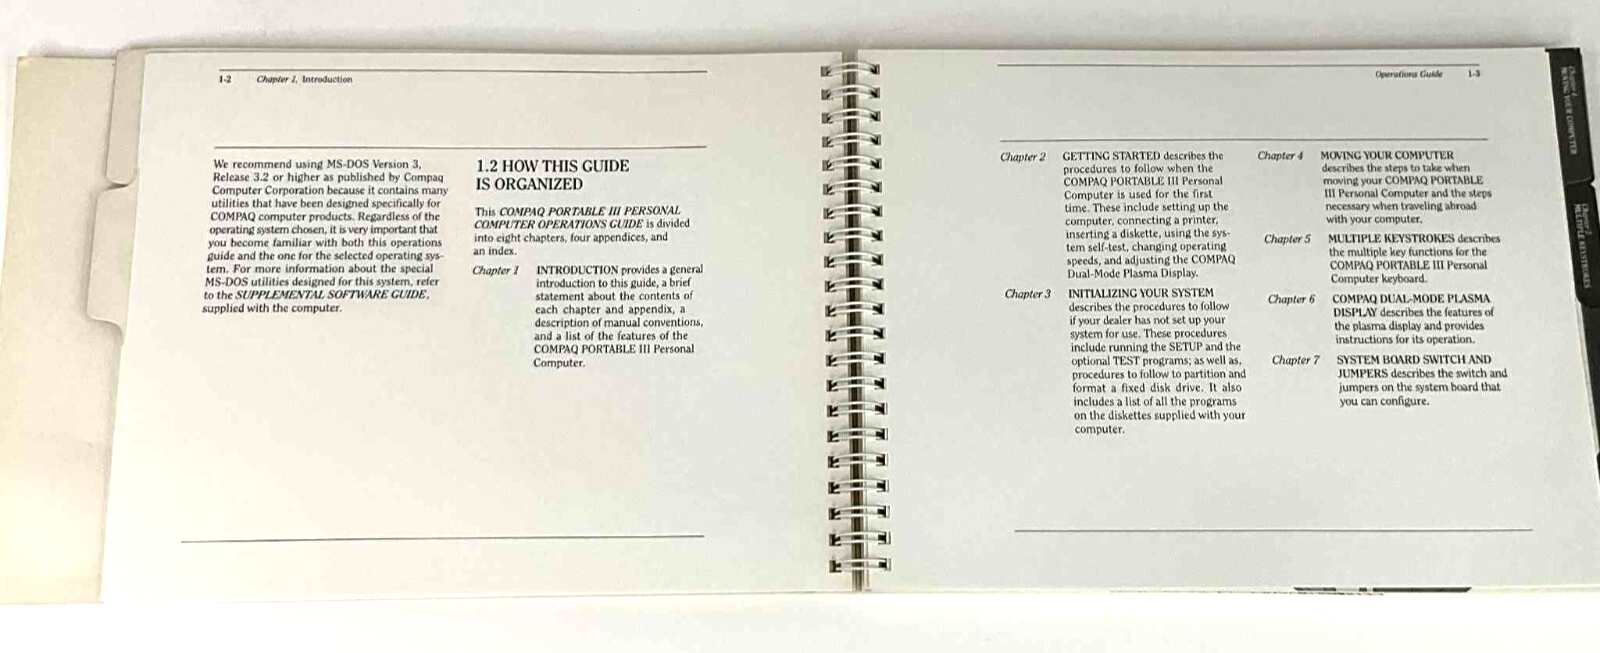 1-2 Chapter 1, Introduction
We recommend using MS-DOS Version 3,
Release 3.2 or higher as published by Compaq
Computer Corporation because it contains many
utilities that have been designed specifically for
COMPAQ computer products. Regardless of the
operating system chosen, it is very important that
you become familiar with both this operations
guide and the one for the selected operating sys-
tem. For more information about the special
MS-DOS utilities designed for this system, refer
to the SUPPLEMENTAL SOFTWARE GUIDE,
supplied with the computer.
1.2 HOW THIS GUIDE
IS ORGANIZED
This COMPAQ PORTABLE III PERSONAL
COMPUTER OPERATIONS GUIDE is divided
into eight chapters, four appendices, and
an index.
Chapter 1 INTRODUCTION provides a general
introduction to this guide, a brief
statement about the contents of
each chapter and appendix, a
description of manual conventions,
and a list of the features of the
COMPAQ PORTABLE III Personal
Computer.
Operations Guide 1-3
Chapter 2 GETTING STARTED describes the
procedures to follow when the
COMPAQ PORTABLE III Personal
Computer is used for the first
time. These include setting up the
computer, connecting a printer,
inserting a diskette, using the sys-
tem self-test, changing operating
speeds, and adjusting the COMPAQ
Dual-Mode Plasma Display.
Chapter 3 INITIALIZING YOUR SYSTEM
describes the procedures to follow
if your dealer has not set up your
system for use. These procedures
include running the SETUP and the
optional TEST programs; as well as,
procedures to follow to partition and
format a fixed disk drive. It also
includes a list of all the programs
on the diskettes supplied with your
computer.
Chapter 4 MOVING YOUR COMPUTER
describes the steps to take when
moving your COMPAQ PORTABLE
III Personal Computer and the steps
necessary when traveling abroad
with your computer.
Chapter 5 MULTIPLE KEYSTROKES describes
the multiple key functions for the
COMPAQ PORTABLE III Personal
Computer keyboard.
Chapter 6 COMPAQ DUAL-MODE PLASMA
DISPLAY describes the features of
the plasma display and provides
instructions for its operation.
Chapter 7 SYSTEM BOARD SWITCH AND
JUMPERS describes the switch and
jumpers on the system board that
you can configure.
Chapter 4
MOVING YOUR COMPUTER
Chapter 5
MULTIPLE KEYSTROKES